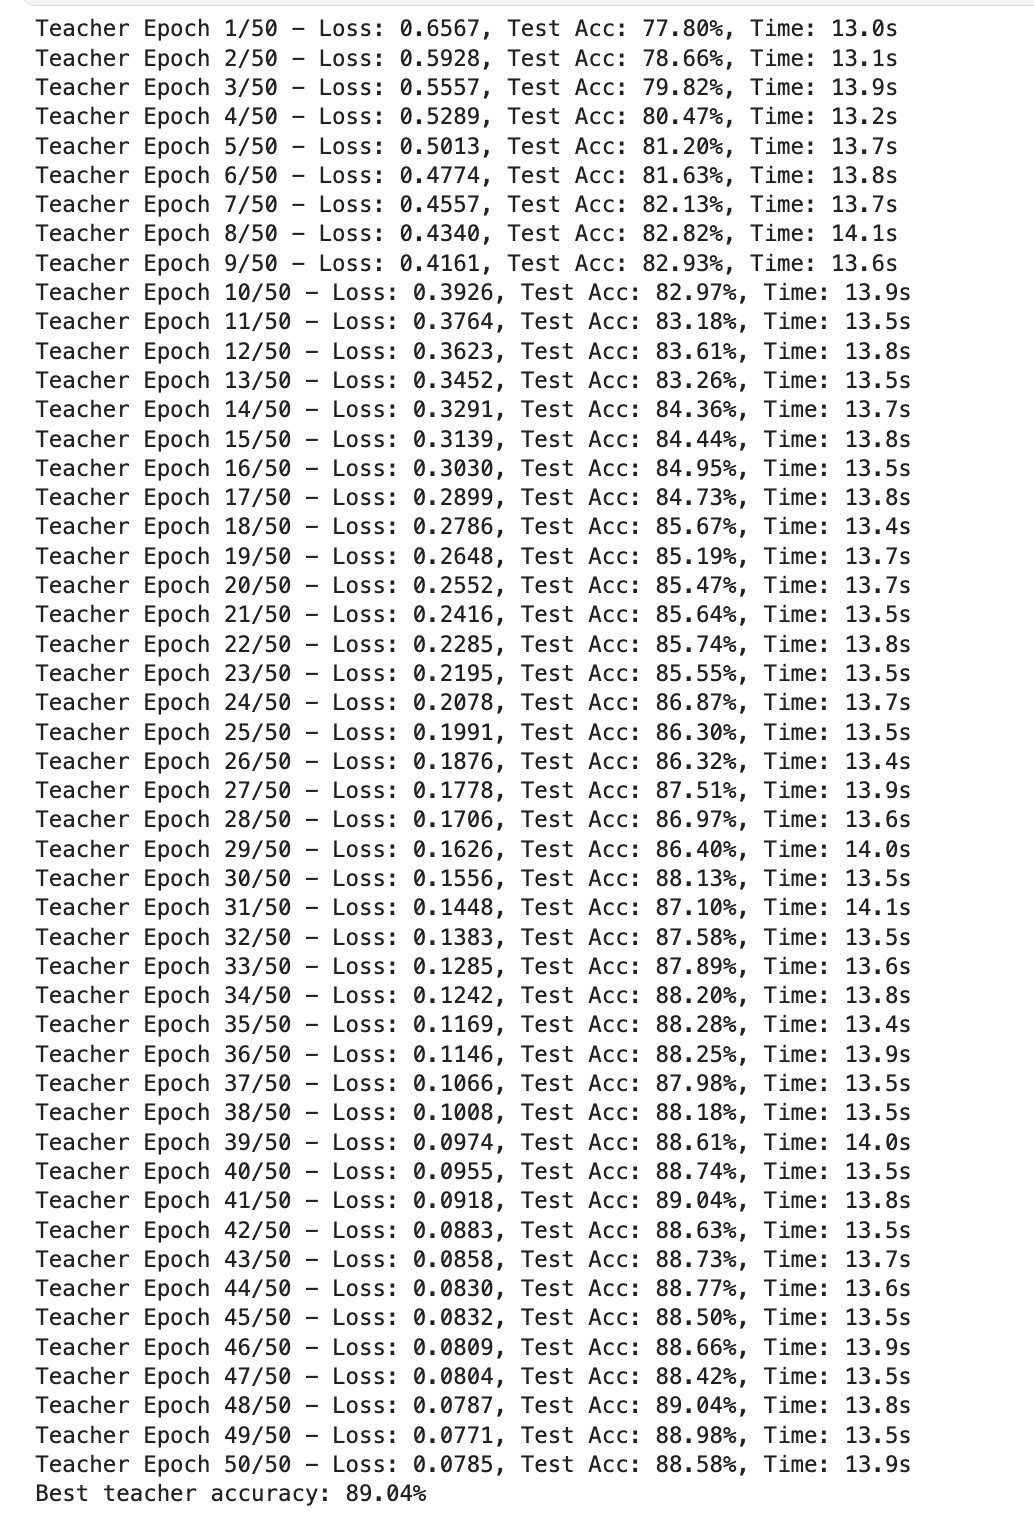 Teacher Epoch 1/50 – Loss: 0.6567, Test Acc: 77.80%, Time: 13.0s
Teacher Epoch 2/50 – Loss: 0.5928, Test Acc: 78.66%, Time: 13.1s
Teacher Epoch 3/50 – Loss: 0.5557, Test Acc: 79.82%, Time: 13.9s
Teacher Epoch 4/50 – Loss: 0.5289, Test Acc: 80.47%, Time: 13.2s
Teacher Epoch 5/50 – Loss: 0.5013, Test Acc: 81.20%, Time: 13.7s
Teacher Epoch 6/50 – Loss: 0.4774, Test Acc: 81.63%, Time: 13.8s
Teacher Epoch 7/50 – Loss: 0.4557, Test Acc: 82.13%, Time: 13.7s
Teacher Epoch 8/50 – Loss: 0.4340, Test Acc: 82.82%, Time: 14.1s
Teacher Epoch 9/50 – Loss: 0.4161, Test Acc: 82.93%, Time: 13.6s
Teacher Epoch 10/50 – Loss: 0.3926, Test Acc: 82.97%, Time: 13.9s
Teacher Epoch 11/50 – Loss: 0.3764, Test Acc: 83.18%, Time: 13.5s
Teacher Epoch 12/50 – Loss: 0.3623, Test Acc: 83.61%, Time: 13.8s
Teacher Epoch 13/50 – Loss: 0.3452, Test Acc: 83.26%, Time: 13.5s
Teacher Epoch 14/50 – Loss: 0.3291, Test Acc: 84.36%, Time: 13.7s
Teacher Epoch 15/50 – Loss: 0.3139, Test Acc: 84.44%, Time: 13.8s
Teacher Epoch 16/50 – Loss: 0.3030, Test Acc: 84.95%, Time: 13.5s
Teacher Epoch 17/50 – Loss: 0.2899, Test Acc: 84.73%, Time: 13.8s
Teacher Epoch 18/50 – Loss: 0.2786, Test Acc: 85.67%, Time: 13.4s
Teacher Epoch 19/50 – Loss: 0.2648, Test Acc: 85.19%, Time: 13.7s
Teacher Epoch 20/50 – Loss: 0.2552, Test Acc: 85.47%, Time: 13.7s
Teacher Epoch 21/50 – Loss: 0.2416, Test Acc: 85.64%, Time: 13.5s
Teacher Epoch 22/50 – Loss: 0.2285, Test Acc: 85.74%, Time: 13.8s
Teacher Epoch 23/50 – Loss: 0.2195, Test Acc: 85.55%, Time: 13.5s
Teacher Epoch 24/50 – Loss: 0.2078, Test Acc: 86.87%, Time: 13.7s
Teacher Epoch 25/50 – Loss: 0.1991, Test Acc: 86.30%, Time: 13.5s
Teacher Epoch 26/50 – Loss: 0.1876, Test Acc: 86.32%, Time: 13.4s
Teacher Epoch 27/50 – Loss: 0.1778, Test Acc: 87.51%, Time: 13.9s
Teacher Epoch 28/50 – Loss: 0.1706, Test Acc: 86.97%, Time: 13.6s
Teacher Epoch 29/50 – Loss: 0.1626, Test Acc: 86.40%, Time: 14.0s
Teacher Epoch 30/50 – Loss: 0.1556, Test Acc: 88.13%, Time: 13.5s
Teacher Epoch 31/50 – Loss: 0.1448, Test Acc: 87.10%, Time: 14.1s
Teacher Epoch 32/50 – Loss: 0.1383, Test Acc: 87.58%, Time: 13.5s
Teacher Epoch 33/50 – Loss: 0.1285, Test Acc: 87.89%, Time: 13.6s
Teacher Epoch 34/50 – Loss: 0.1242, Test Acc: 88.20%, Time: 13.8s
Teacher Epoch 35/50 – Loss: 0.1169, Test Acc: 88.28%, Time: 13.4s
Teacher Epoch 36/50 – Loss: 0.1146, Test Acc: 88.25%, Time: 13.9s
Teacher Epoch 37/50 – Loss: 0.1066, Test Acc: 87.98%, Time: 13.5s
Teacher Epoch 38/50 – Loss: 0.1008, Test Acc: 88.18%, Time: 13.5s
Teacher Epoch 39/50 – Loss: 0.0974, Test Acc: 88.61%, Time: 14.0s
Teacher Epoch 40/50 – Loss: 0.0955, Test Acc: 88.74%, Time: 13.5s
Teacher Epoch 41/50 – Loss: 0.0918, Test Acc: 89.04%, Time: 13.8s
Teacher Epoch 42/50 – Loss: 0.0883, Test Acc: 88.63%, Time: 13.5s
Teacher Epoch 43/50 – Loss: 0.0858, Test Acc: 88.73%, Time: 13.7s
Teacher Epoch 44/50 – Loss: 0.0830, Test Acc: 88.77%, Time: 13.6s
Teacher Epoch 45/50 – Loss: 0.0832, Test Acc: 88.50%, Time: 13.5s
Teacher Epoch 46/50 – Loss: 0.0809, Test Acc: 88.66%, Time: 13.9s
Teacher Epoch 47/50 – Loss: 0.0804, Test Acc: 88.42%, Time: 13.5s
Teacher Epoch 48/50 – Loss: 0.0787, Test Acc: 89.04%, Time: 13.8s
Teacher Epoch 49/50 – Loss: 0.0771, Test Acc: 88.98%, Time: 13.5s
Teacher Epoch 50/50 – Loss: 0.0785, Test Acc: 88.58%, Time: 13.9s
Best teacher accuracy: 89.04%